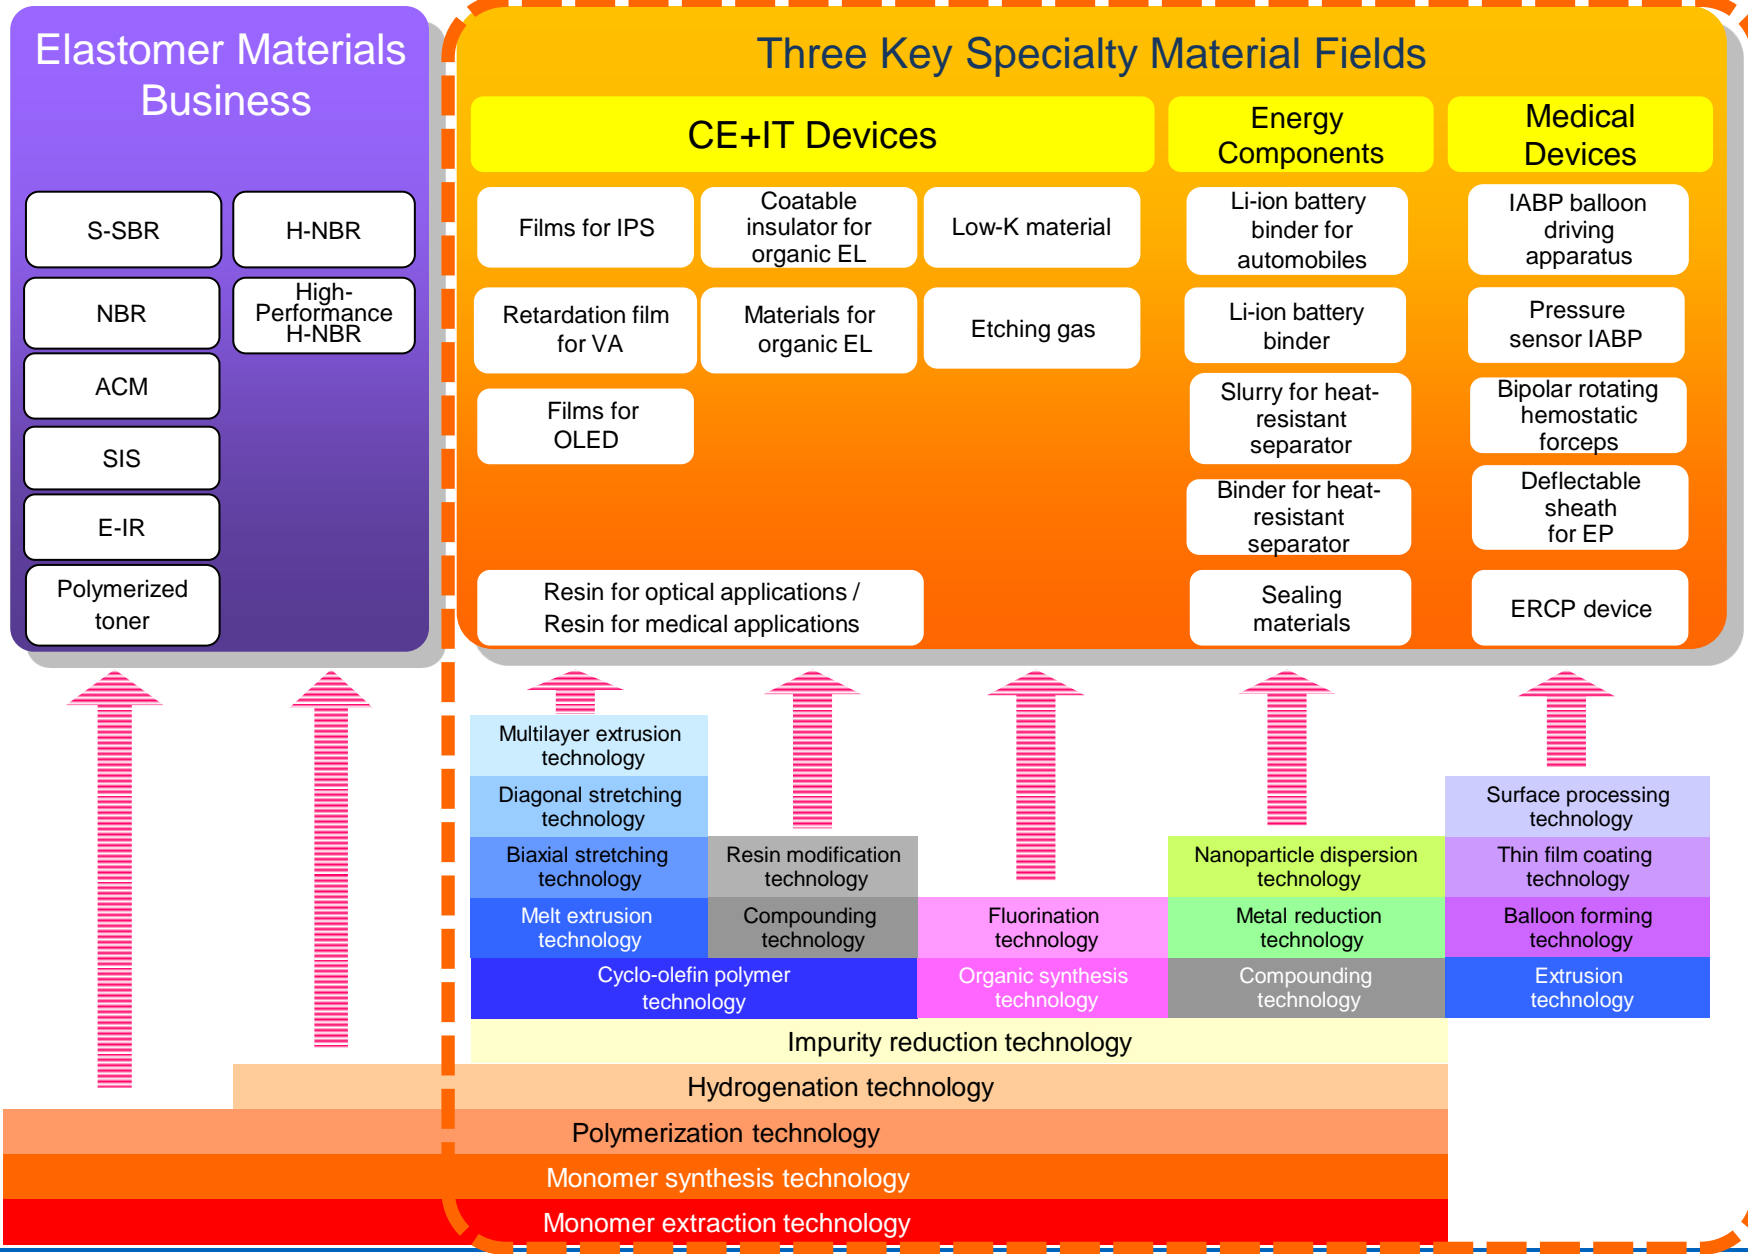 Elastomer Materials
Business
S-SBR
H-NBR
NBR
High-
Performance
H-NBR
ACM
SIS
E-IR
Polymerized
toner
Three Key Specialty Material Fields
CE+IT Devices
Energy
Components
Medical
Devices
Films for IPS
Coatable
insulator for
organic EL
Low-K material
Retardation film
for VA
Materials for
organic EL
Etching gas
Films for
OLED
Resin for optical applications /
Resin for medical applications
Li-ion battery
binder for
automobiles
Li-ion battery
binder
Slurry for heat-
resistant
separator
Binder for heat-
resistant
separator
Sealing
materials
IABP balloon
driving
apparatus
Pressure
sensor IABP
Bipolar rotating
hemostatic
forceps
Deflectable
sheath
for EP
ERCP device
Multilayer extrusion
technology
Diagonal stretching
technology
Biaxial stretching
technology
Melt extrusion
technology
Resin modification
technology
Compounding
technology
Cyclo-olefin polymer
technology
Fluorination
technology
Organic synthesis
technology
Nanoparticle dispersion
technology
Metal reduction
technology
Compounding
technology
Surface processing
technology
Thin film coating
technology
Balloon forming
technology
Extrusion
technology
Impurity reduction technology
Hydrogenation technology
Polymerization technology
Monomer synthesis technology
Monomer extraction technology